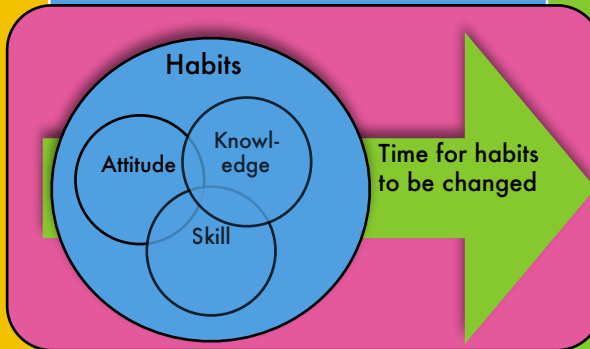 Habits
Attitude
Knowl-
edge
Skill
Time for habits
to be changed